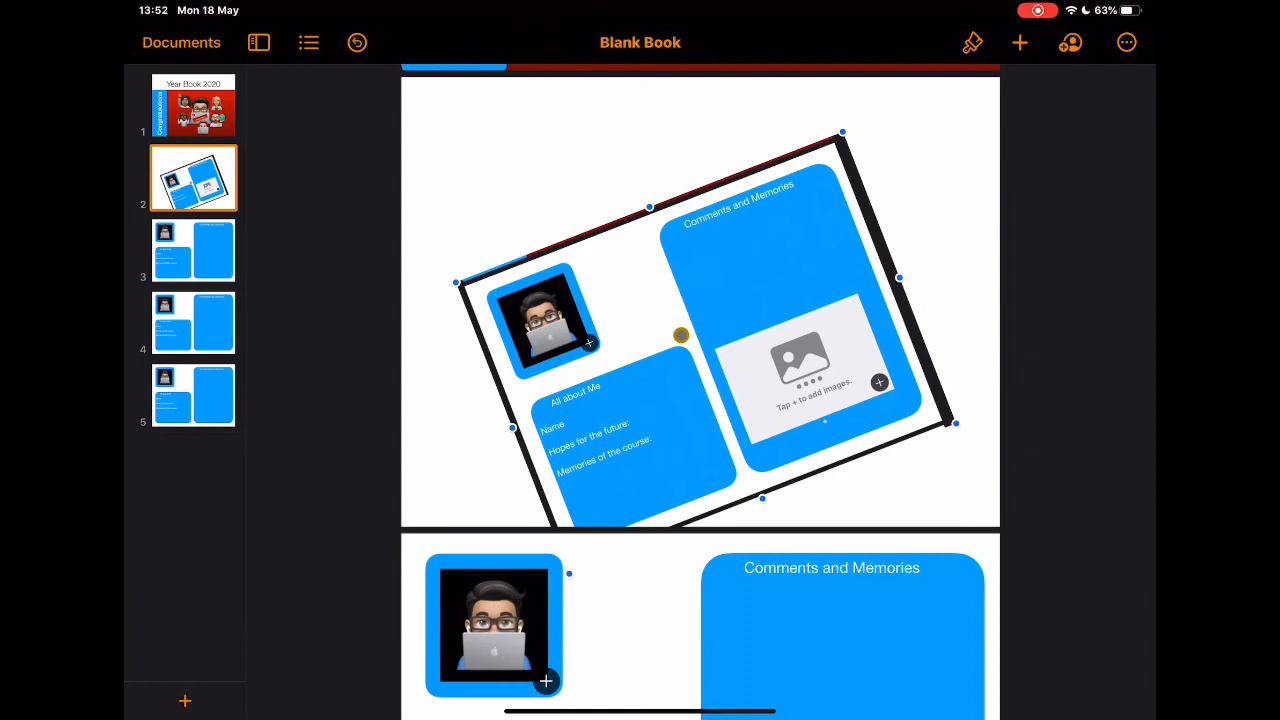 13:52 Mon 18 May
63%
Documents
Blank Book
Year Book 2020
Congratulations
1
2
3
4
5
Comments and Memories
All about Me
Name
Hopes for the future:
Memories of the course:
Tap + to add images.
Comments and Memories